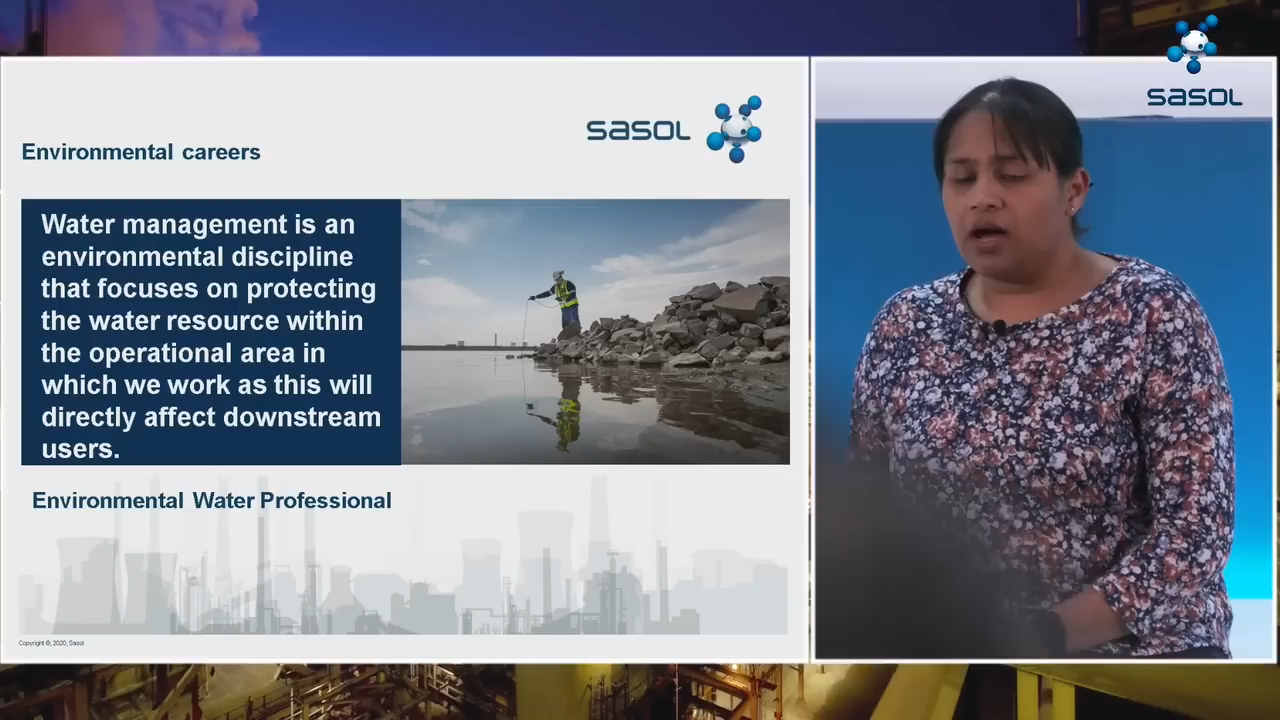 sasol
sasol
Environmental careers
Water management is an
environmental discipline
that focuses on protecting
the water resource within
the operational area in
which we work as this will
directly affect downstream
users.
Environmental Water Professional
Copyright ©, 2020, Sasol